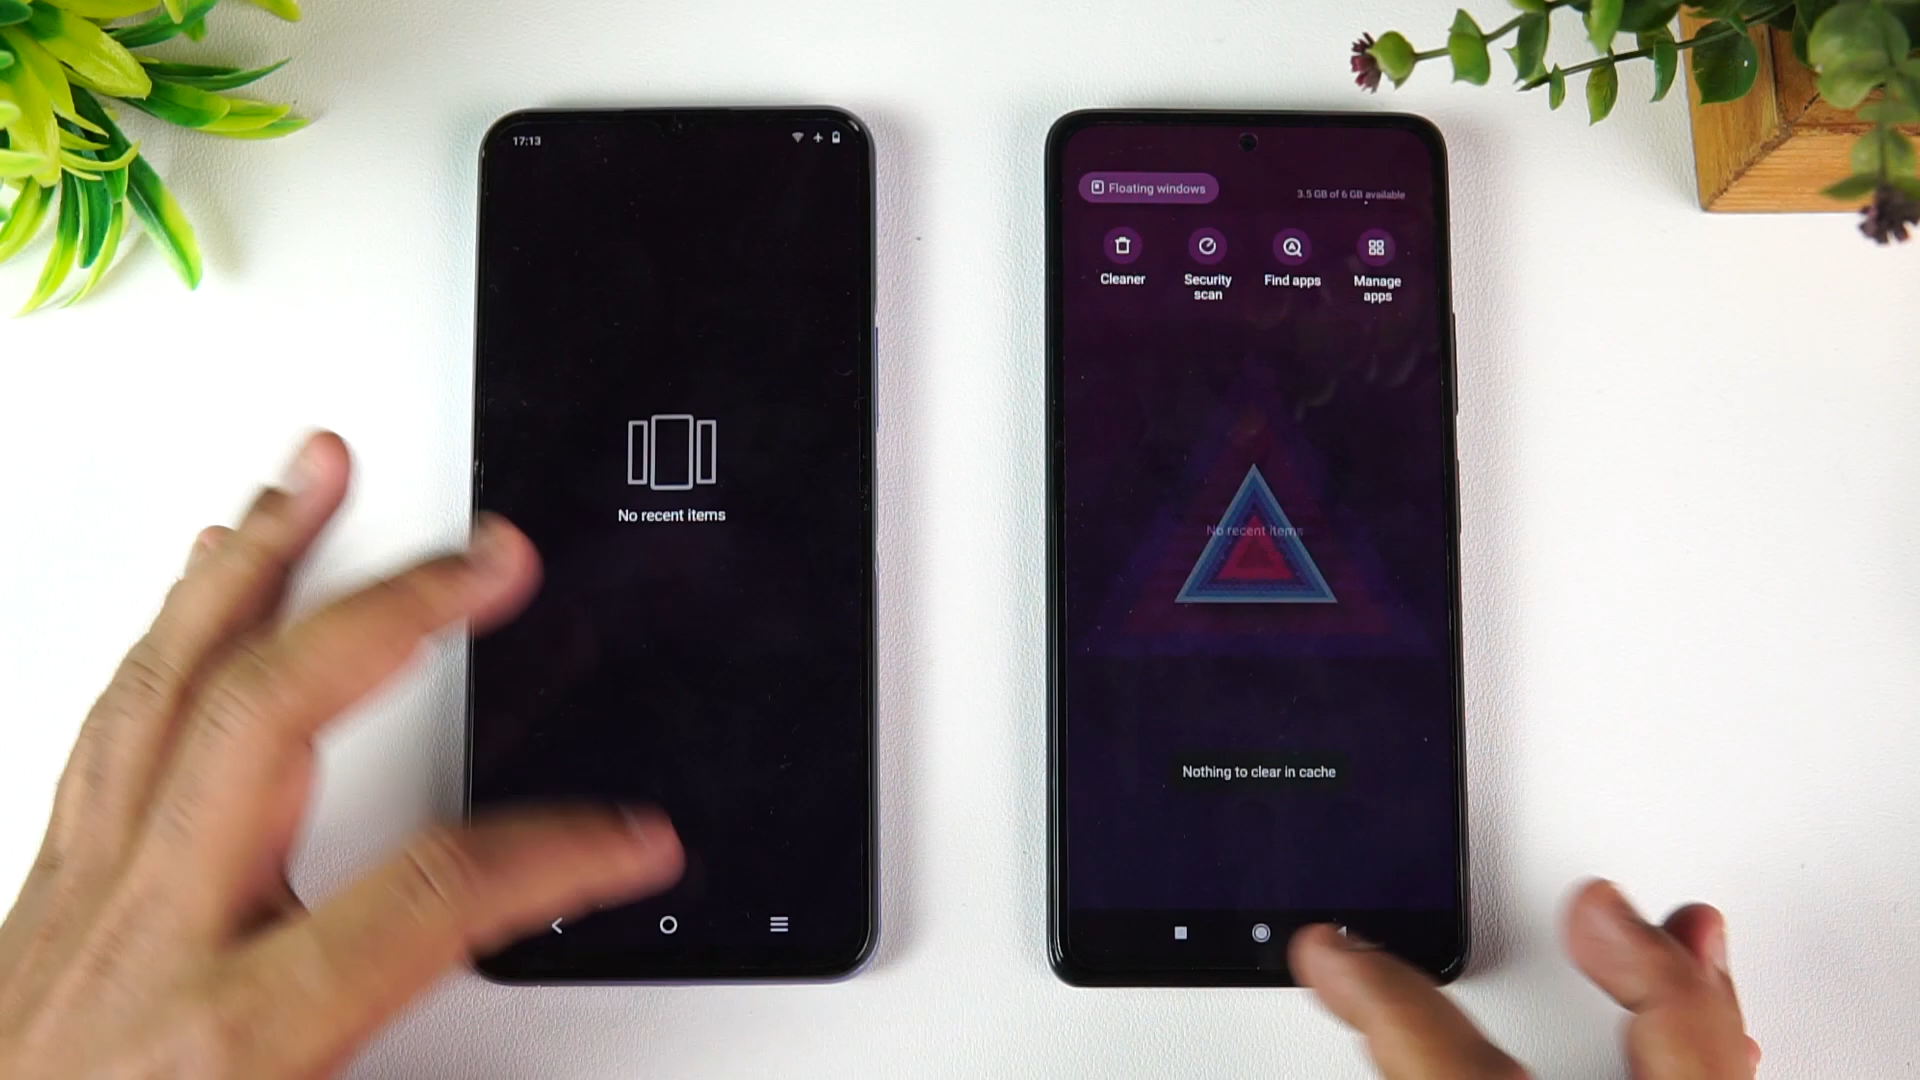 17:13
No recent items
Floating windows
3.5 GB of 6 GB available
Cleaner
Security
scan
Find apps
Manage
apps
No recent items
Nothing to clear in cache